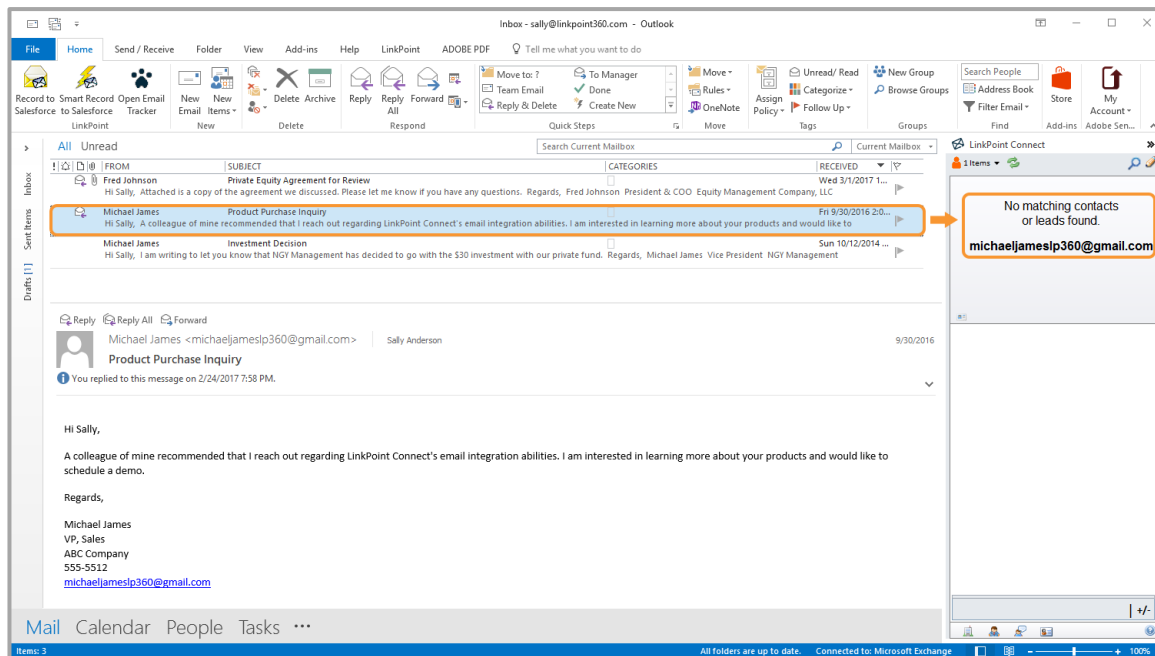 Inbox - sally@linkpoint360.com - Outlook
File Home Send / Receive Folder View Add-ins Help LinkPoint ADOBE PDF Tell me what you want to do
Record to Salesforce
Smart Record to Salesforce
Open Email Tracker
LinkPoint
New Email
New Items
New
Delete
Archive
Delete
Reply
Reply All
Forward
Respond
Move to: ?
Team Email
Reply & Delete
To Manager
Done
Create New
Quick Steps
Move
Rules
OneNote
Move
Assign Policy
Unread/ Read
Categorize
Follow Up
Tags
New Group
Browse Groups
Groups
Search People
Address Book
Filter Email
Find
Store
Add-ins
My Account
Adobe Sen...
Inbox
Sent Items
Drafts [1]
All Unread
Search Current Mailbox
Current Mailbox
! FROM SUBJECT CATEGORIES RECEIVED
Fred Johnson Private Equity Agreement for Review Wed 3/1/2017 1...
Hi Sally, Attached is a copy of the agreement we discussed. Please let me know if you have any questions. Regards, Fred Johnson President & COO Equity Management Company, LLC
Michael James Product Purchase Inquiry Fri 9/30/2016 2:0...
Hi Sally, A colleague of mine recommended that I reach out regarding LinkPoint Connect's email integration abilities. I am interested in learning more about your products and would like to
Michael James Investment Decision Sun 10/12/2014 ...
Hi Sally, I am writing to let you know that NGY Management has decided to go with the $30 investment with our private fund. Regards, Michael James Vice President NGY Management
Reply Reply All Forward
Michael James <michaeljameslp360@gmail.com> Sally Anderson 9/30/2016
Product Purchase Inquiry
You replied to this message on 2/24/2017 7:58 PM.
Hi Sally,
A colleague of mine recommended that I reach out regarding LinkPoint Connect's email integration abilities. I am interested in learning more about your products and would like to
schedule a demo.
Regards,
Michael James
VP, Sales
ABC Company
555-5512
michaeljameslp360@gmail.com
LinkPoint Connect
1 Items
No matching contacts
or leads found.
michaeljameslp360@gmail.com
+/-
Mail Calendar People Tasks ...
Items: 3 All folders are up to date. Connected to: Microsoft Exchange - + 100%